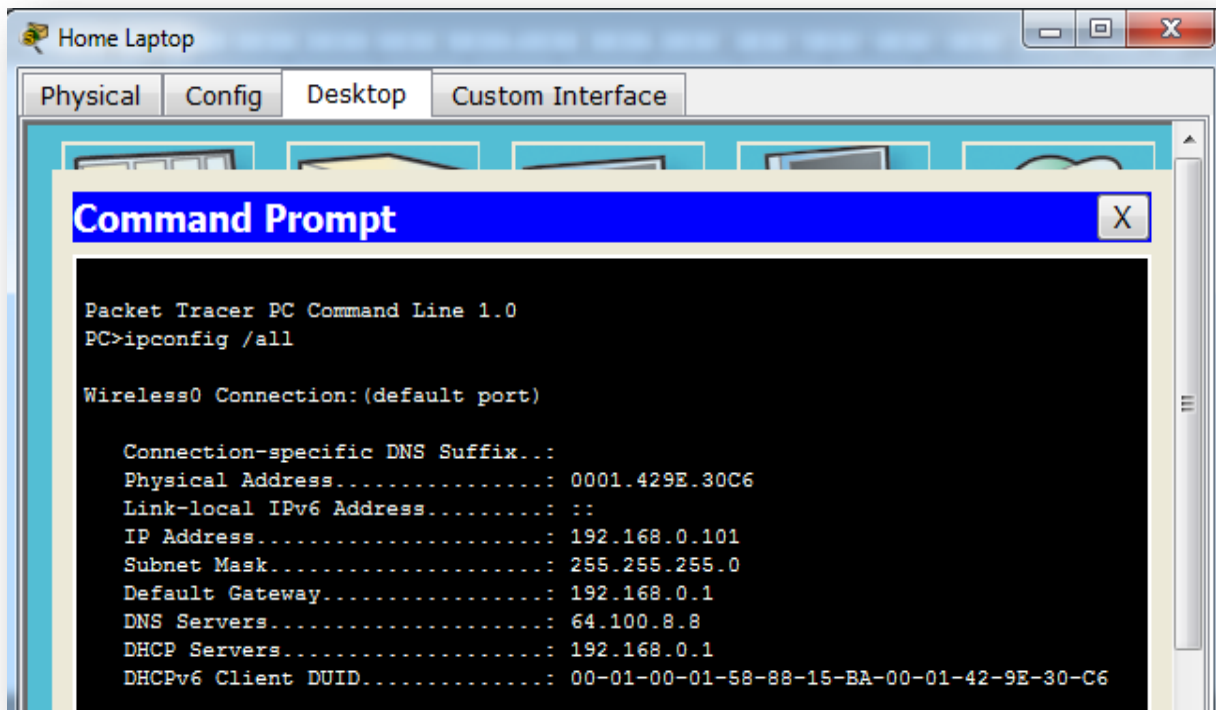 Home Laptop
X
Physical Config Desktop Custom Interface
Command Prompt X
Packet Tracer PC Command Line 1.0
PC>ipconfig /all
Wireless0 Connection:(default port)
Connection-specific DNS Suffix..:
Physical Address................: 0001.429E.30C6
Link-local IPv6 Address.........: ::
IP Address......................: 192.168.0.101
Subnet Mask.....................: 255.255.255.0
Default Gateway.................: 192.168.0.1
DNS Servers.....................: 64.100.8.8
DHCP Servers....................: 192.168.0.1
DHCPv6 Client DUID..............: 00-01-00-01-58-88-15-BA-00-01-42-9E-30-C6